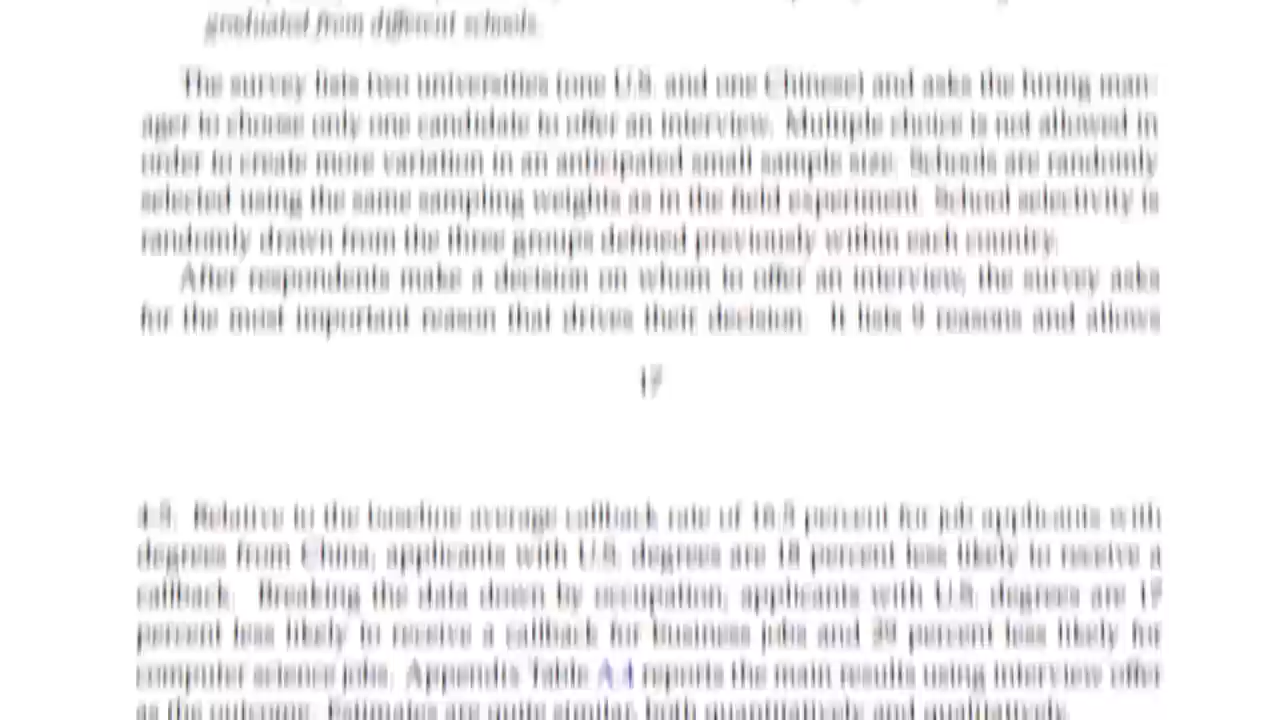 graduated from different schools.
The survey lists two universities (one U.S. and one Chinese) and asks the hiring man-
ager to choose only one candidate to offer an interview. Multiple choice is not allowed in
order to create more variation in an anticipated small sample size. Schools are randomly
selected using the same sampling weights as in the field experiment. School selectivity is
randomly drawn from the three groups defined previously within each country.
After respondents make a decision on whom to offer an interview, the survey asks
for the most important reason that drives their decision. It lists 9 reasons and allows
17
Relative to the baseline average callback rate of percent for job applicants with
degrees from China, applicants with U.S. degrees are 18 percent less likely to receive a
callback. Breaking the data down by occupation, applicants with U.S. degrees are 17
percent less likely to receive a callback for business jobs and percent less likely for
computer science jobs. Appendix Table A.4 reports the main results using interview offer
as the outcome. Estimates are quite similar, both quantitatively and qualitatively.